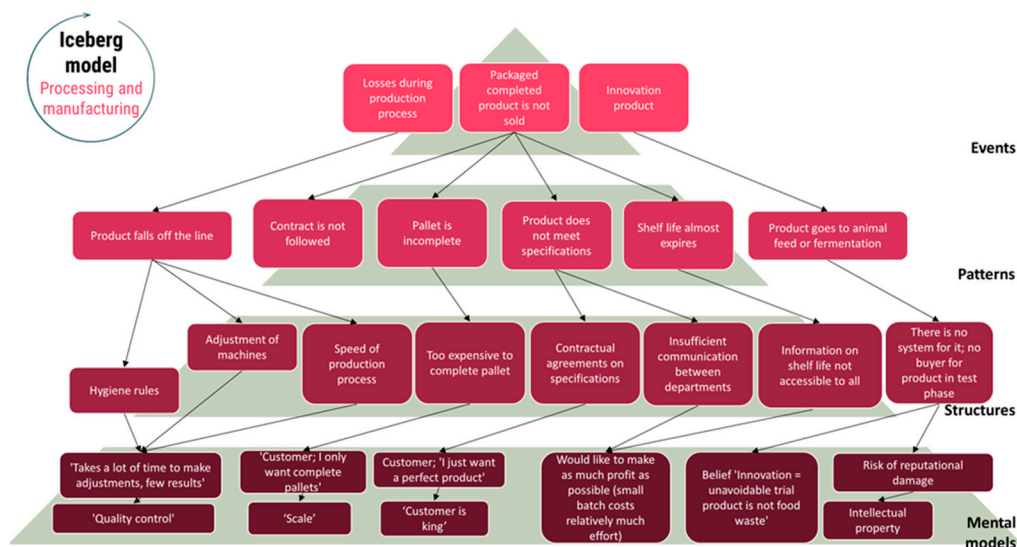 Iceberg
model
Processing and
manufacturing
Losses during
production
process
Packaged
completed
product is not
sold
Innovation
product
Events
Product falls off the line
Contract is not
followed
Pallet is
incomplete
Product does
not meet
specifications
Shelf life almost
expires
Product goes to animal
feed or fermentation
Patterns
Hygiene rules
Adjustment of
machines
Speed of
production
process
Too expensive to
complete pallet
Contractual
agreements on
specifications
Insufficient
communication
between
departments
Information on
shelf life not
accessible to all
There is no
system for it; no
buyer for
product in test
phase
Structures
'Takes a lot of time to make
adjustments, few results'
'Quality control'
'Customer; I only
want complete
pallets'
‘Scale’
Customer; 'I just want
a perfect product'
‘Customer is
king’
Would like to make
as much profit as
possible (small
batch costs
relatively much
effort)
Belief 'Innovation =
unavoidable trial
product is not food
waste'
Risk of reputational
damage
Intellectual
property
Mental
models